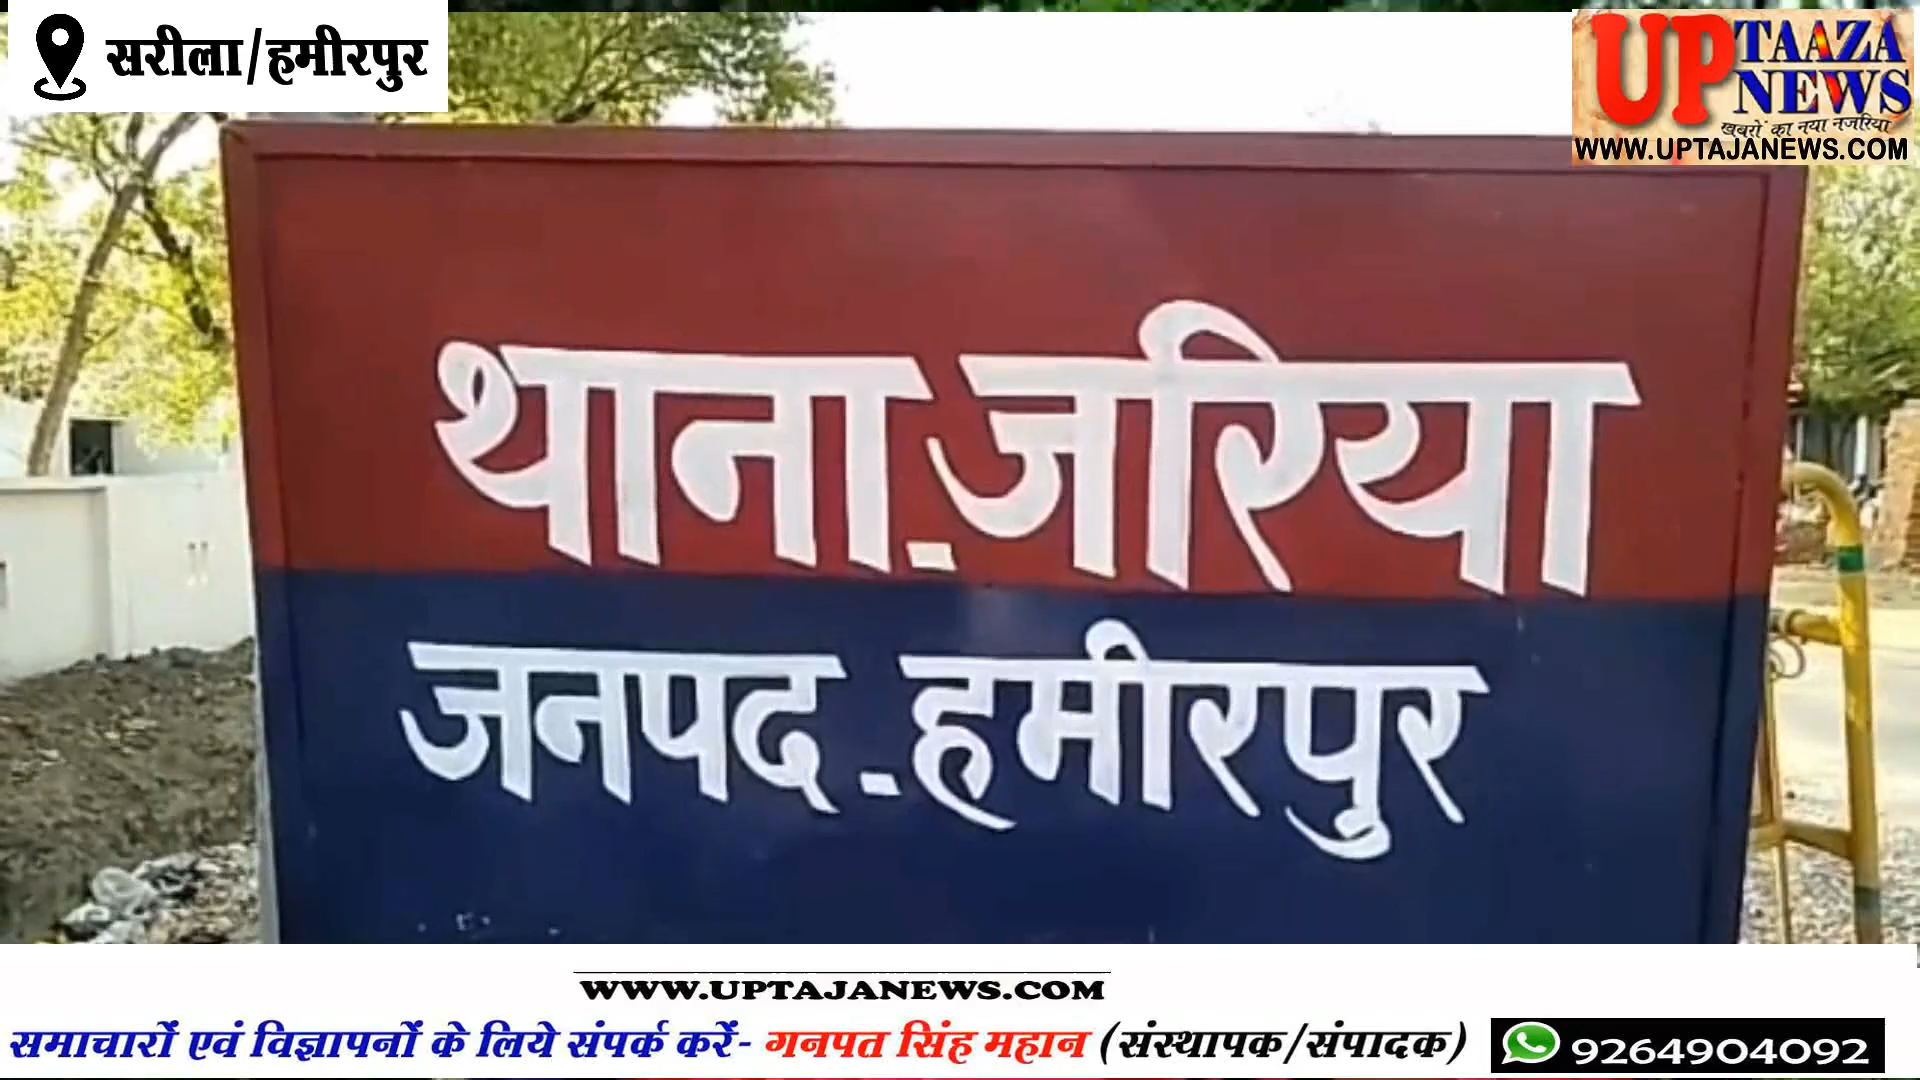 सरीला/हमीरपुर
UP TAAZA NEWS
खबरों का नया नजरिया
WWW.UPTAJANEWS.COM
थाना-जरिया
जनपद-हमीरपुर
WWW.UPTAJANEWS.COM
समाचारों एवं विज्ञापनों के लिये संपर्क करें- गनपत सिंह महान (संस्थापक/संपादक) 9264904092